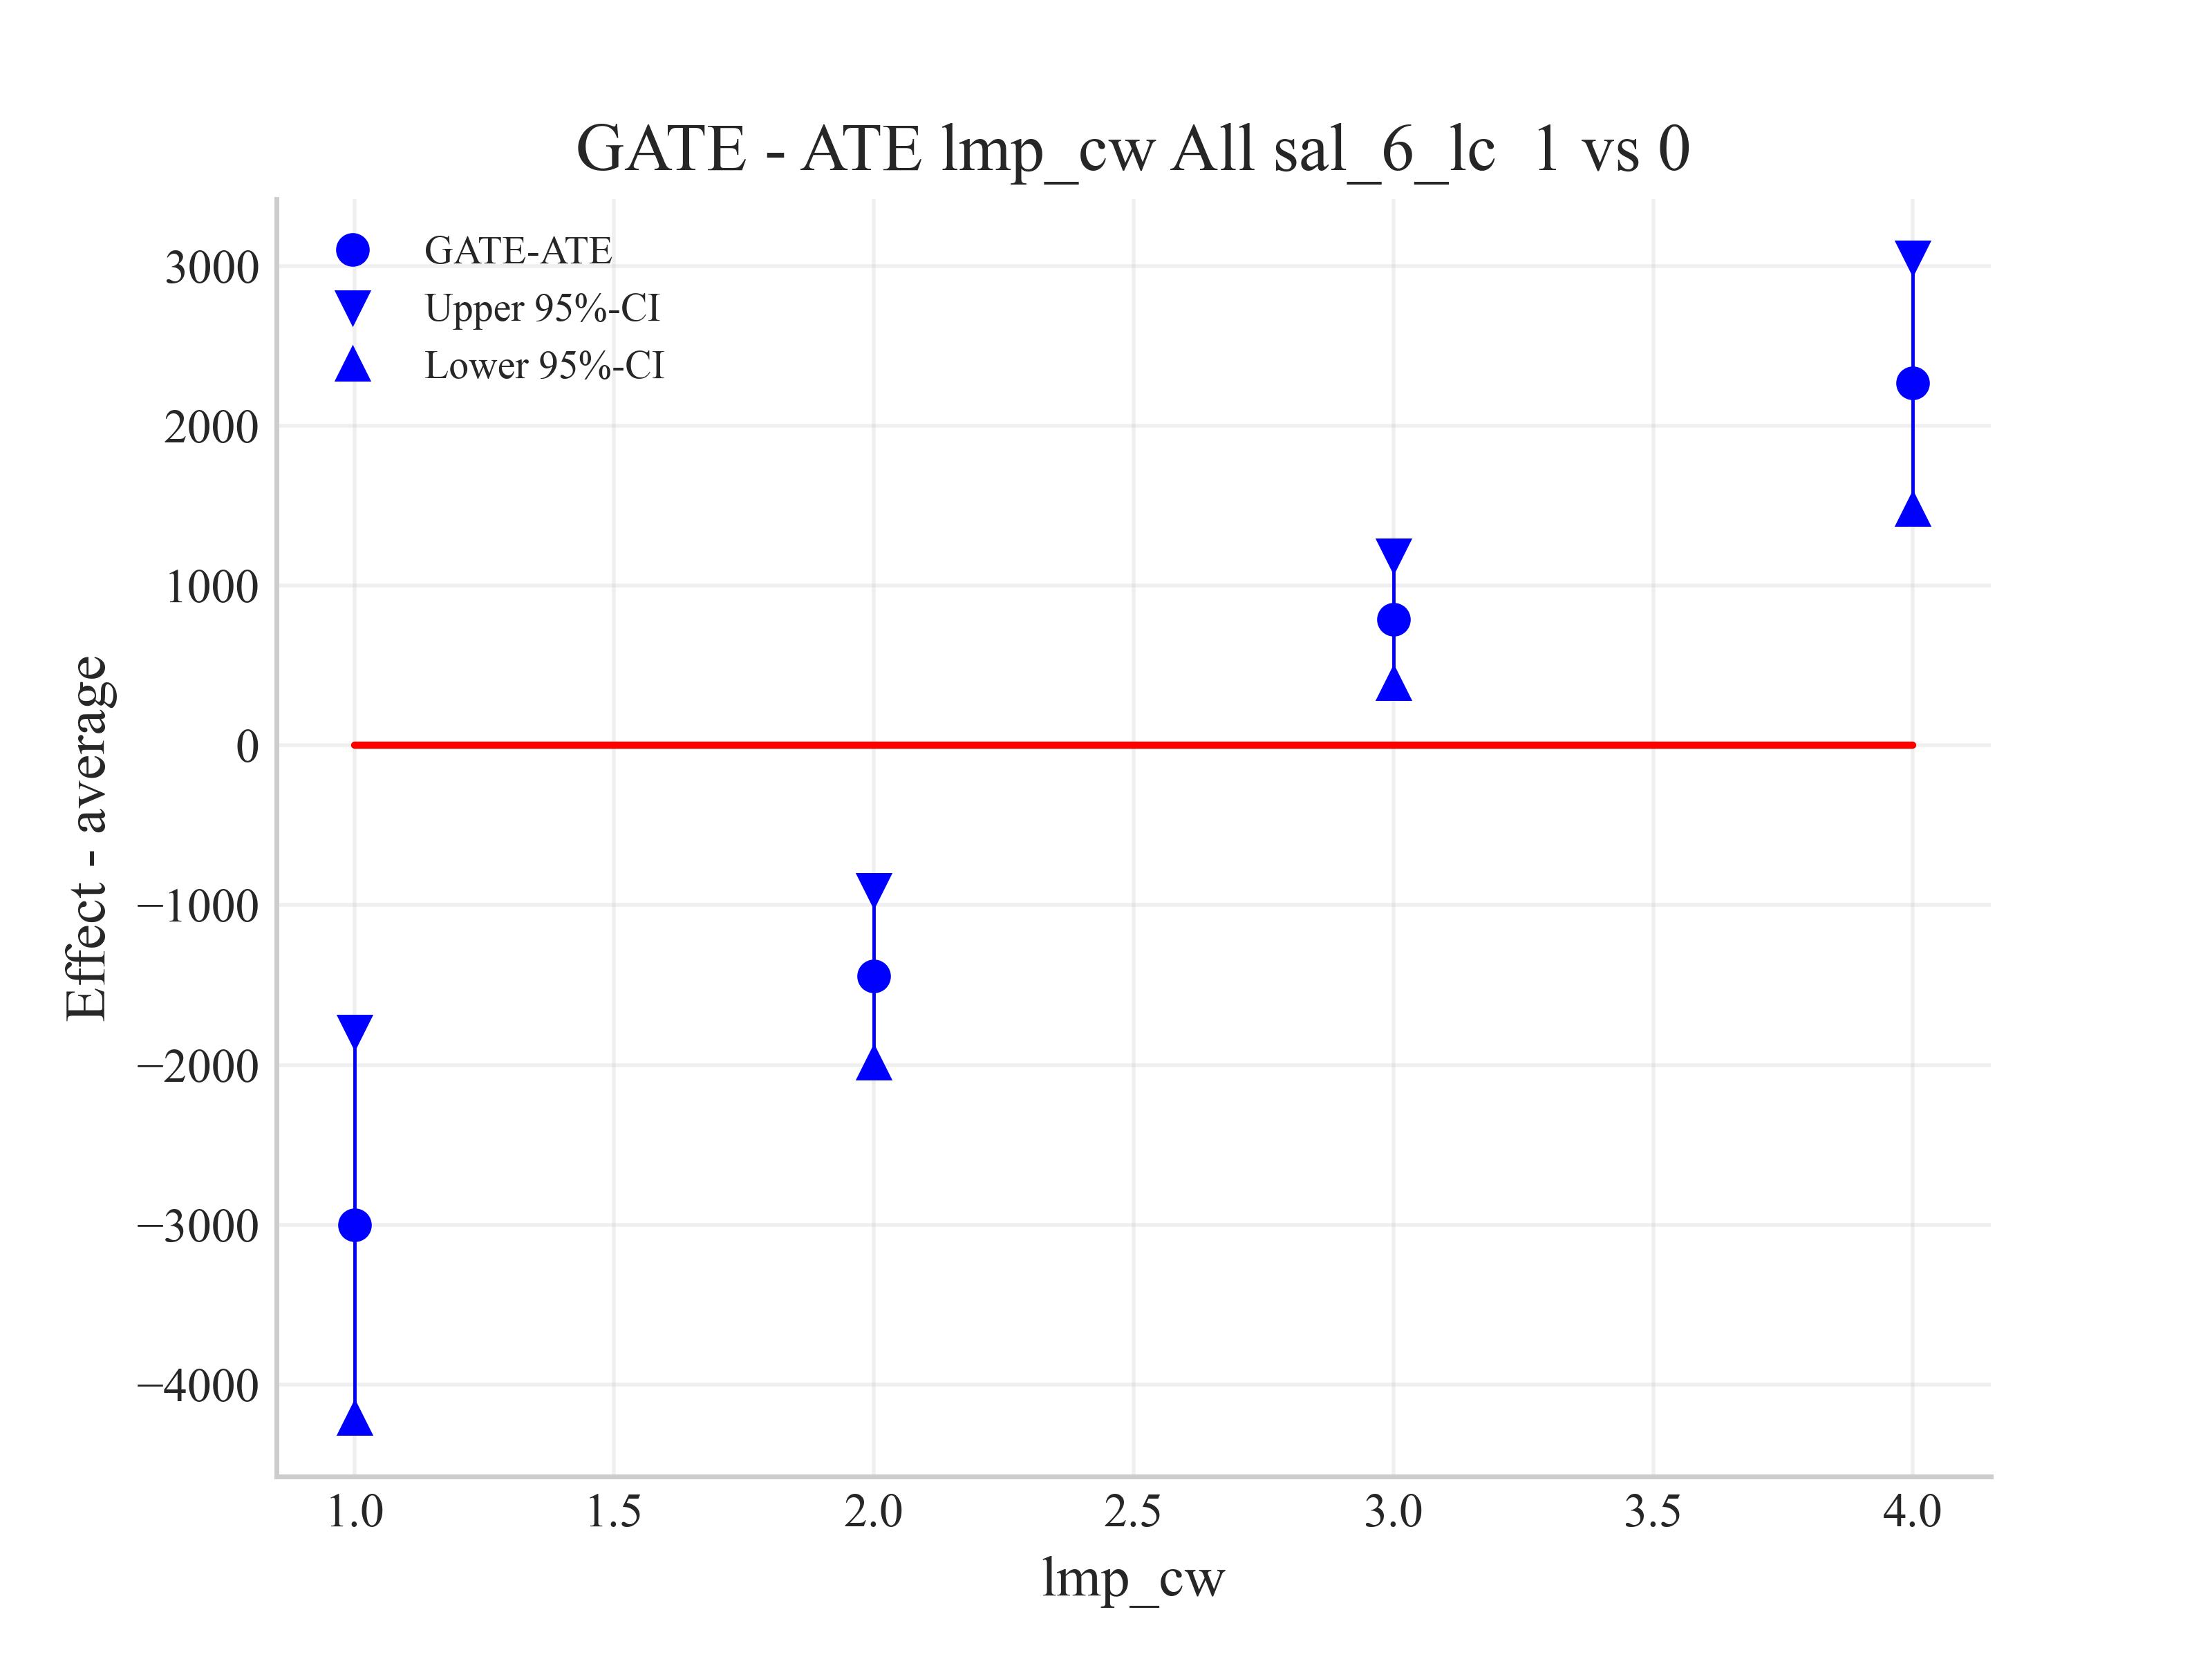 GATE - ATE lmp_cw All sal_6_lc  1 vs 0
GATE-ATE
Upper 95%-CI
Lower 95%-CI
3000
2000
1000
0
−1000
−2000
−3000
−4000
Effect - average
1.0 1.5 2.0 2.5 3.0 3.5 4.0
lmp_cw